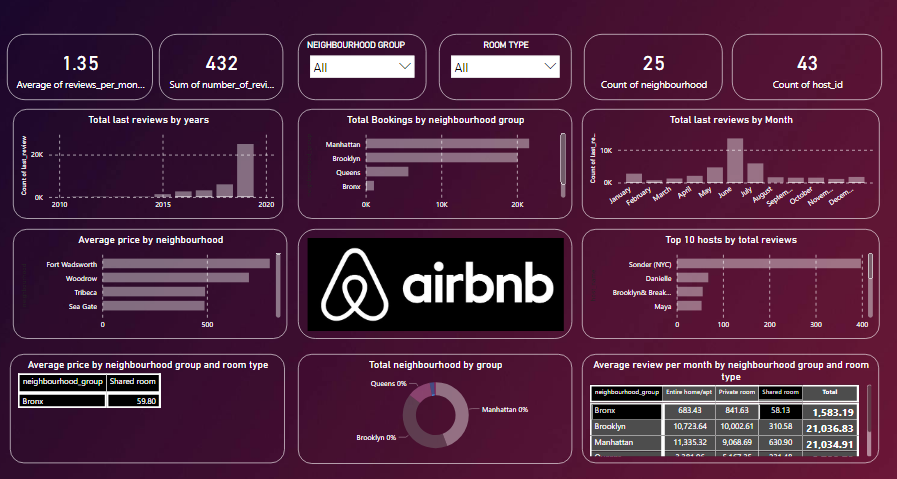 1.35
Average of reviews_per_mon...
432
Sum of number_of_revi...
NEIGHBOURHOOD GROUP
All
ROOM TYPE
All
25
Count of neighbourhood
43
Count of host_id
Total last reviews by years
Count of last_review
20K
0K
2010
2015
2020
Total Bookings by neighbourhood group
Manhattan
Brooklyn
Queens
Bronx
0K
10K
20K
Total last reviews by Month
Count of last_re...
10K
0K
January
February
March
April
May
June
July
August
Septem...
October
Novem...
Decem...
Average price by neighbourhood
Fort Wadsworth
Woodrow
Tribeca
Sea Gate
0
500
airbnb
Top 10 hosts by total reviews
Sonder (NYC)
Danielle
Brooklyn& Break...
Maya
0
100
200
300
400
Average price by neighbourhood group and room type
neighbourhood_group Shared room
Bronx 59.80
Total neighbourhood by group
Queens 0%
Manhattan 0%
Brooklyn 0%
Average review per month by neighbourhood group and room
type
neighbourhood_group Entire home/apt Private room Shared room Total
Bronx 683.43 841.63 58.13 1,583.19
Brooklyn 10,723.64 10,002.61 310.58 21,036.83
Manhattan 11,335.32 9,068.69 630.90 21,034.91